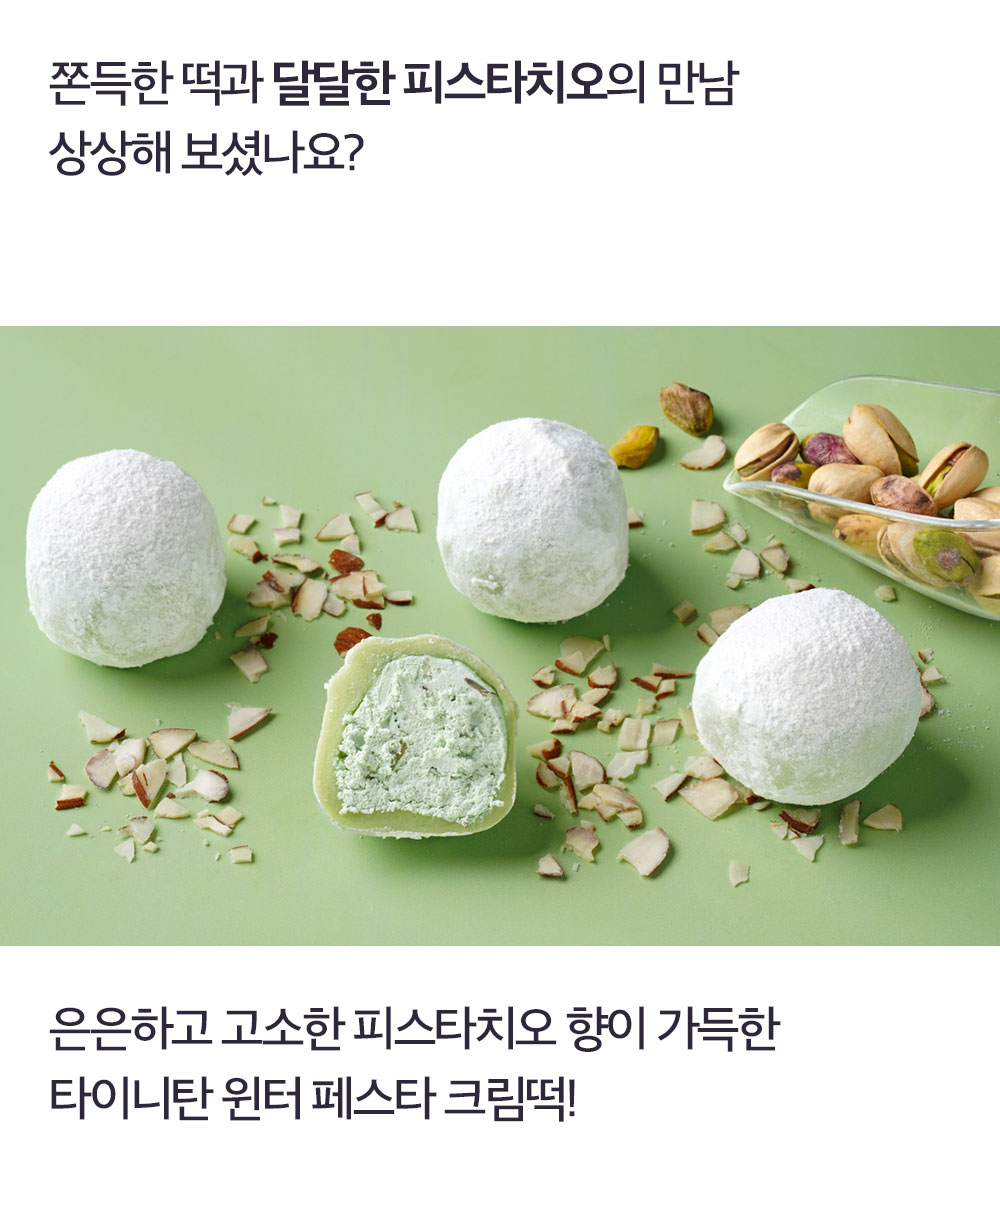 쫀득한 떡과 달달한 피스타치오의 만남
상상해 보셨나요?
은은하고 고소한 피스타치오 향이 가득한
타이니탄 윈터 페스타 크림떡!